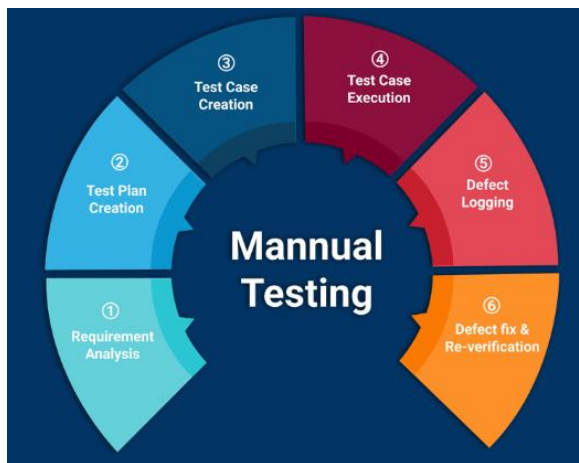 ①
Requirement
Analysis
②
Test Plan
Creation
③
Test Case
Creation
④
Test Case
Execution
⑤
Defect
Logging
⑥
Defect fix &
Re-verification
Mannual
Testing